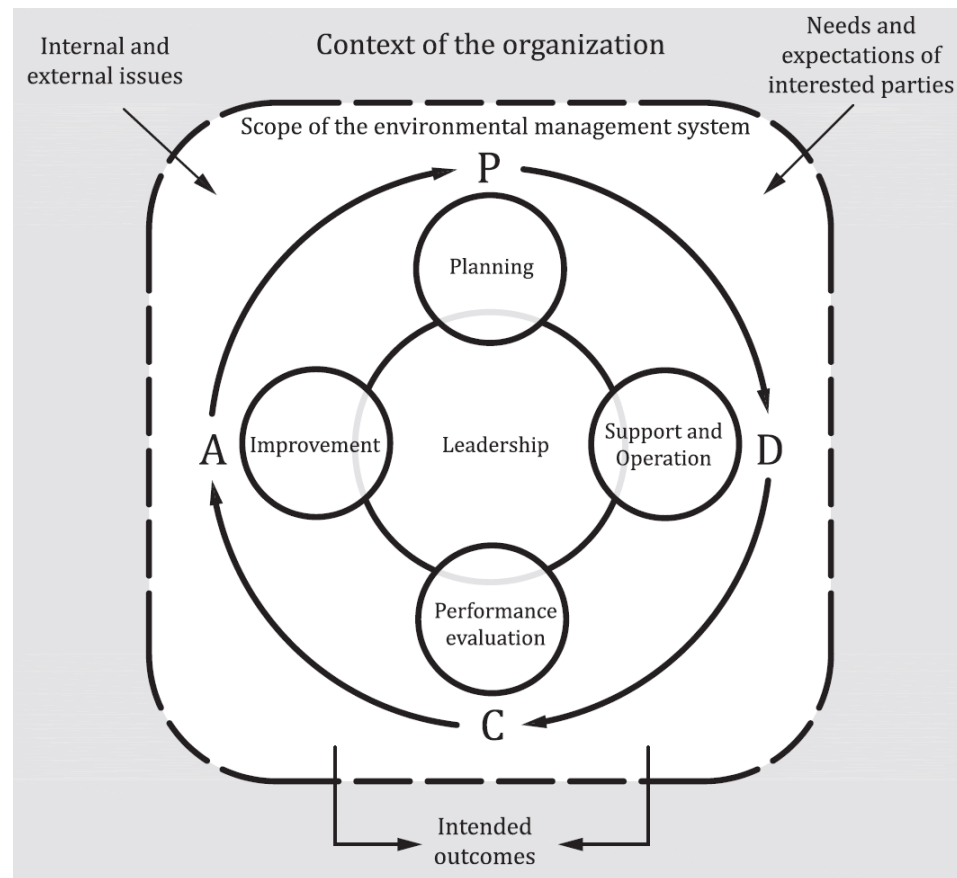 Internal and
external issues
Context of the organization
Needs and
expectations of
interested parties
Scope of the environmental management system
P
Planning
A
Improvement
Leadership
Support and
Operation
D
Performance
evaluation
C
Intended
outcomes